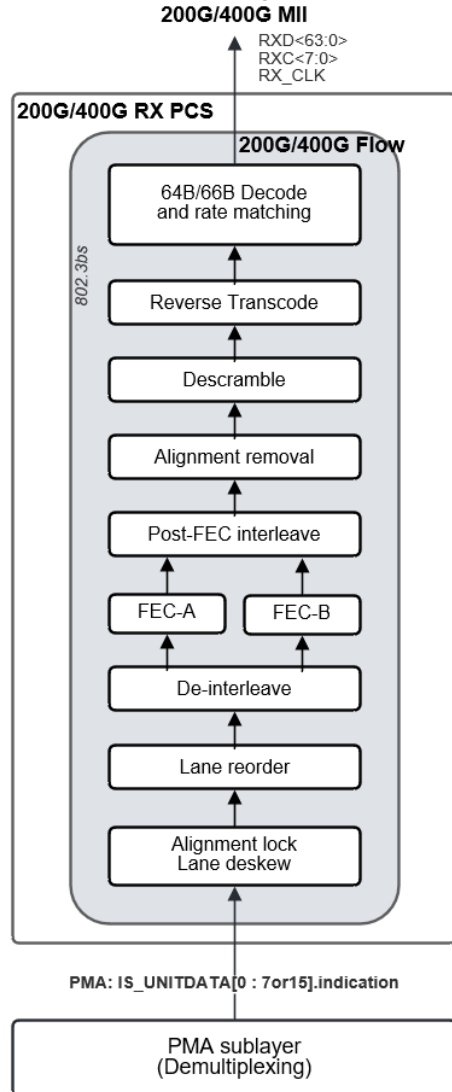 200G/400G MII
RXD<63:0>
RXC<7:0>
RX_CLK
200G/400G RX PCS
200G/400G Flow
802.3bs
64B/66B Decode
and rate matching
Reverse Transcode
Descramble
Alignment removal
Post-FEC interleave
FEC-A
FEC-B
De-interleave
Lane reorder
Alignment lock
Lane deskew
PMA: IS_UNITDATA[0 : 7or15].indication
PMA sublayer
(Demultiplexing)